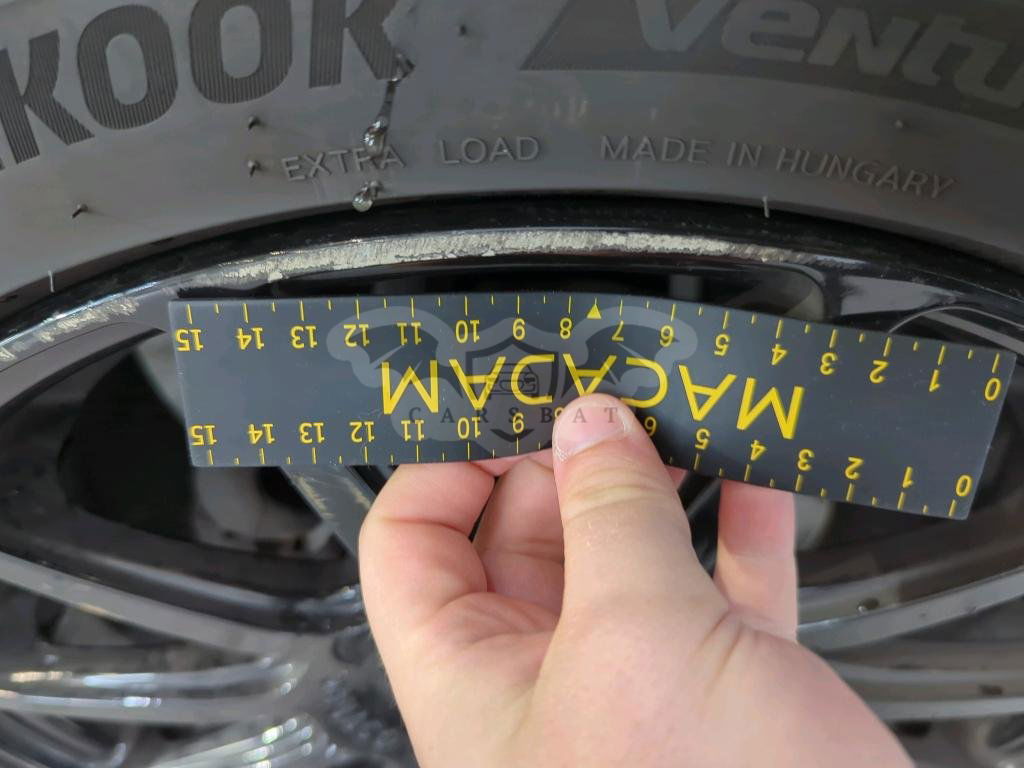 KOOK
Ventu
EXTRA LOAD MADE IN HUNGARY
15 14 13 12 11 10 9 8 7 6 5 4 3 2 1 0
MACADAM
CARSBAT
15 14 13 12 11 10 9 6 5 4 3 2 1 0